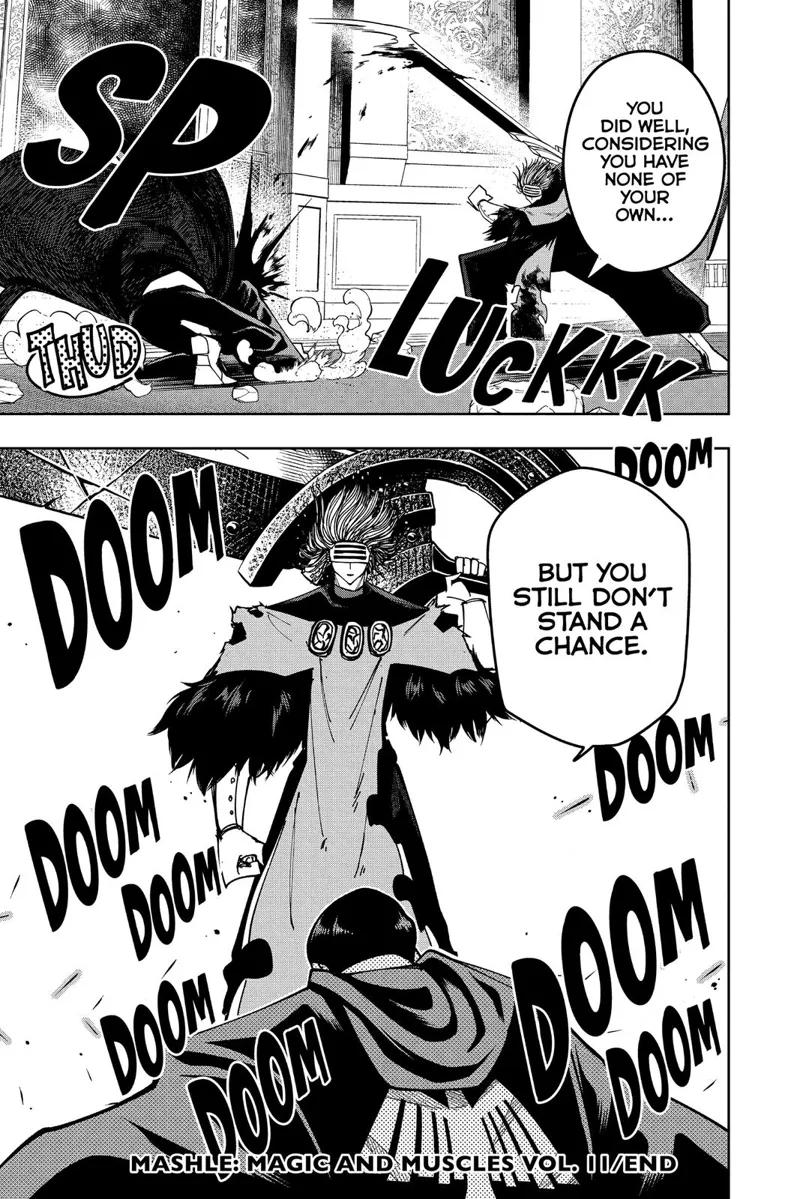 YOU
DID WELL,
CONSIDERING
YOU HAVE
NONE OF
YOUR
OWN...
SP
LUCKKK
THUD
DOOM
BUT YOU
STILL DON'T
STAND A
CHANCE.
DOOM
DOOM
DOOM
DOOM
DOOM
DOOM
DOOM
DOOM
MASHLE: MAGIC AND MUSCLES VOL. 11/END